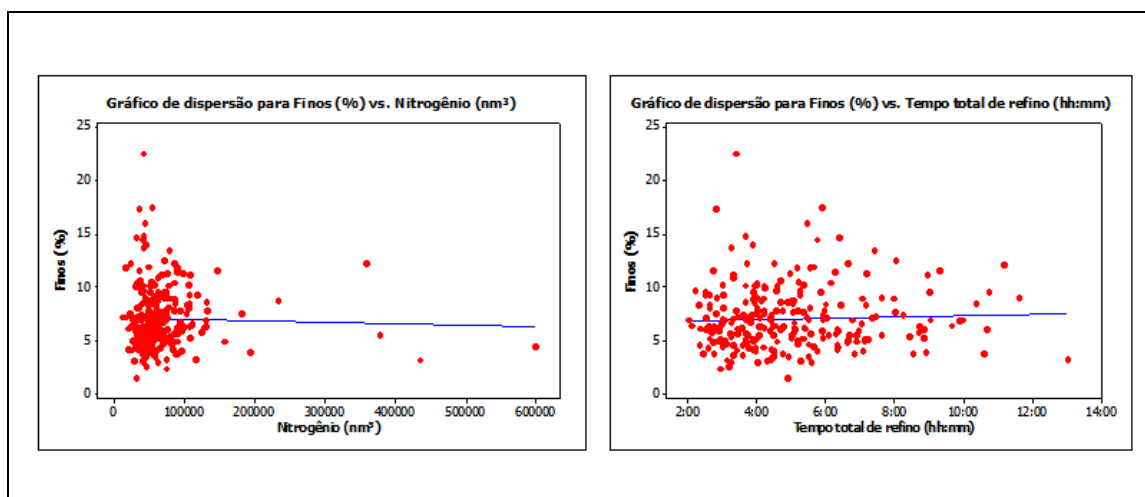 Gráfico de dispersão para Finos (%) vs. Nitrogênio (nm³)
25
20
15
10
5
0
Finos (%)
0 100000 200000 300000 400000 500000 600000
Nitrogênio (nm³)
Gráfico de dispersão para Finos (%) vs. Tempo total de refino (hh:mm)
25
20
15
10
5
0
Finos (%)
2:00 4:00 6:00 8:00 10:00 12:00 14:00
Tempo total de refino (hh:mm)